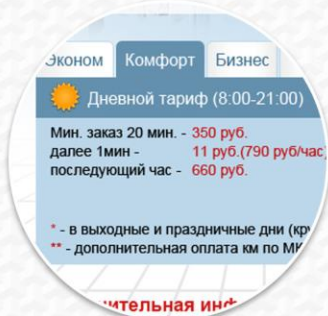 Эконом Комфорт Бизнес
Дневной тариф (8:00-21:00)
Мин. заказ 20 мин. - 350 руб.
далее 1мин - 11 руб.(790 руб/час)
последующий час - 660 руб.
* - в выходные и праздничные дни
** - дополнительная оплата км по